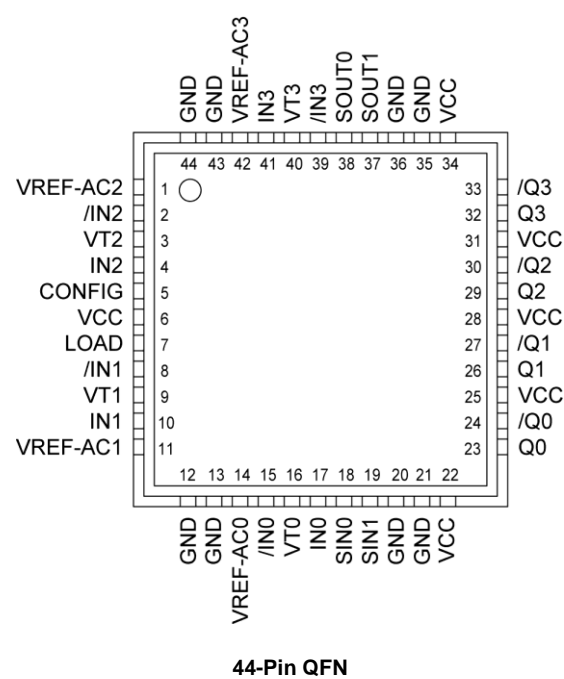 GND GND VREF-AC3 IN3 VT3 /IN3 SOUT0 SOUT1 GND GND VCC
44 43 42 41 40 39 38 37 36 35 34
VREF-AC2 1 33 /Q3
/IN2 2 32 Q3
VT2 3 31 VCC
IN2 4 30 /Q2
CONFIG 5 29 Q2
VCC 6 28 VCC
LOAD 7 27 /Q1
/IN1 8 26 Q1
VT1 9 25 VCC
IN1 10 24 /Q0
VREF-AC1 11 23 Q0
12 13 14 15 16 17 18 19 20 21 22
GND GND VREF-AC0 /IN0 VT0 IN0 SIN0 SIN1 GND GND VCC
44-Pin QFN